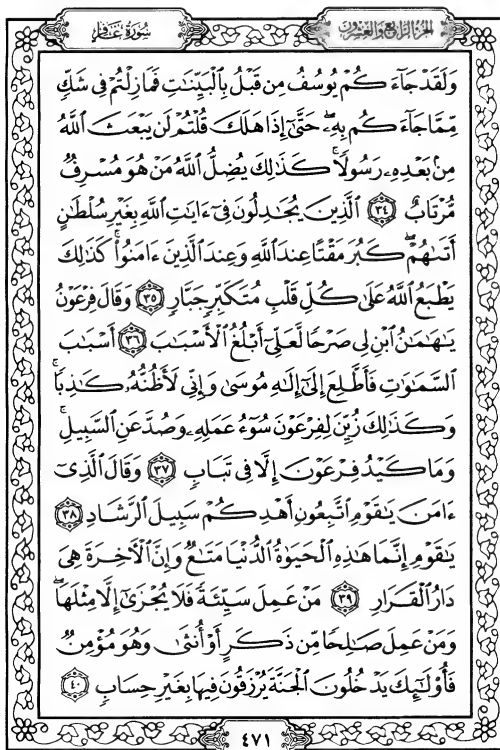 الجزء الرابع والعشرون
سُورَةُ غَافِرٍ
وَلَقَدْ جَآءَكُمْ يُوسُفُ مِن قَبْلُ بِٱلْبَيِّنَٰتِ فَمَا زِلْتُمْ فِى شَكٍّ
مِّمَّا جَآءَكُم بِهِۦ ۖ حَتَّىٰٓ إِذَا هَلَكَ قُلْتُمْ لَن يَبْعَثَ ٱللَّهُ
مِنۢ بَعْدِهِۦ رَسُولًا ۚ كَذَٰلِكَ يُضِلُّ ٱللَّهُ مَنْ هُوَ مُسْرِفٌ
مُّرْتَابٌ ٣٤ ٱلَّذِينَ يُجَٰدِلُونَ فِىٓ ءَايَٰتِ ٱللَّهِ بِغَيْرِ سُلْطَٰنٍ
أَتَىٰهُمْ ۖ كَبُرَ مَقْتًا عِندَ ٱللَّهِ وَعِندَ ٱلَّذِينَ ءَامَنُوا۟ ۚ كَذَٰلِكَ
يَطْبَعُ ٱللَّهُ عَلَىٰ كُلِّ قَلْبِ مُتَكَبِّرٍ جَبَّارٍ ٣٥ وَقَالَ فِرْعَوْنُ
يَٰهَٰمَٰنُ ٱبْنِ لِى صَرْحًا لَّعَلِّىٓ أَبْلُغُ ٱلْأَسْبَٰبَ ٣٦ أَسْبَٰبَ
ٱلسَّمَٰوَٰتِ فَأَطَّلِعَ إِلَىٰٓ إِلَٰهِ مُوسَىٰ وَإِنِّى لَأَظُنُّهُۥ كَٰذِبًا ۚ
وَكَذَٰلِكَ زُيِّنَ لِفِرْعَوْنَ سُوٓءُ عَمَلِهِۦ وَصُدَّ عَنِ ٱلسَّبِيلِ ۚ
وَمَا كَيْدُ فِرْعَوْنَ إِلَّا فِى تَبَابٍ ٣٧ وَقَالَ ٱلَّذِىٓ
ءَامَنَ يَٰقَوْمِ ٱتَّبِعُونِ أَهْدِكُمْ سَبِيلَ ٱلرَّشَادِ ٣٨
يَٰقَوْمِ إِنَّمَا هَٰذِهِ ٱلْحَيَوٰةُ ٱلدُّنْيَا مَتَٰعٌ وَإِنَّ ٱلْءَاخِرَةَ هِىَ
دَارُ ٱلْقَرَارِ ٣٩ مَنْ عَمِلَ سَيِّئَةً فَلَا يُجْزَىٰٓ إِلَّا مِثْلَهَا ۖ
وَمَنْ عَمِلَ صَٰلِحًا مِّن ذَكَرٍ أَوْ أُنثَىٰ وَهُوَ مُؤْمِنٌ
فَأُو۟لَٰٓئِكَ يَدْخُلُونَ ٱلْجَنَّةَ يُرْزَقُونَ فِيهَا بِغَيْرِ حِسَابٍ ٤٠
٤٧١